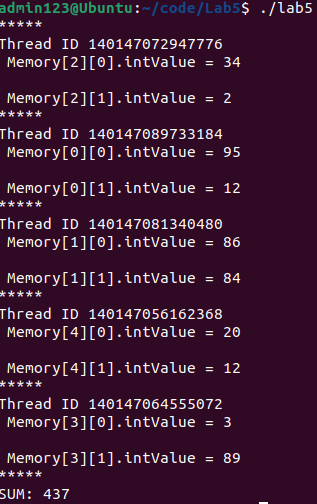 admin123@Ubuntu:~/code/Lab5$ ./lab5
*****
Thread ID 140147072947776
Memory[2][0].intValue = 34
Memory[2][1].intValue = 2
*****
Thread ID 140147089733184
Memory[0][0].intValue = 95
Memory[0][1].intValue = 12
*****
Thread ID 140147081340480
Memory[1][0].intValue = 86
Memory[1][1].intValue = 84
*****
Thread ID 140147056162368
Memory[4][0].intValue = 20
Memory[4][1].intValue = 12
*****
Thread ID 140147064555072
Memory[3][0].intValue = 3
Memory[3][1].intValue = 89
*****
SUM: 437